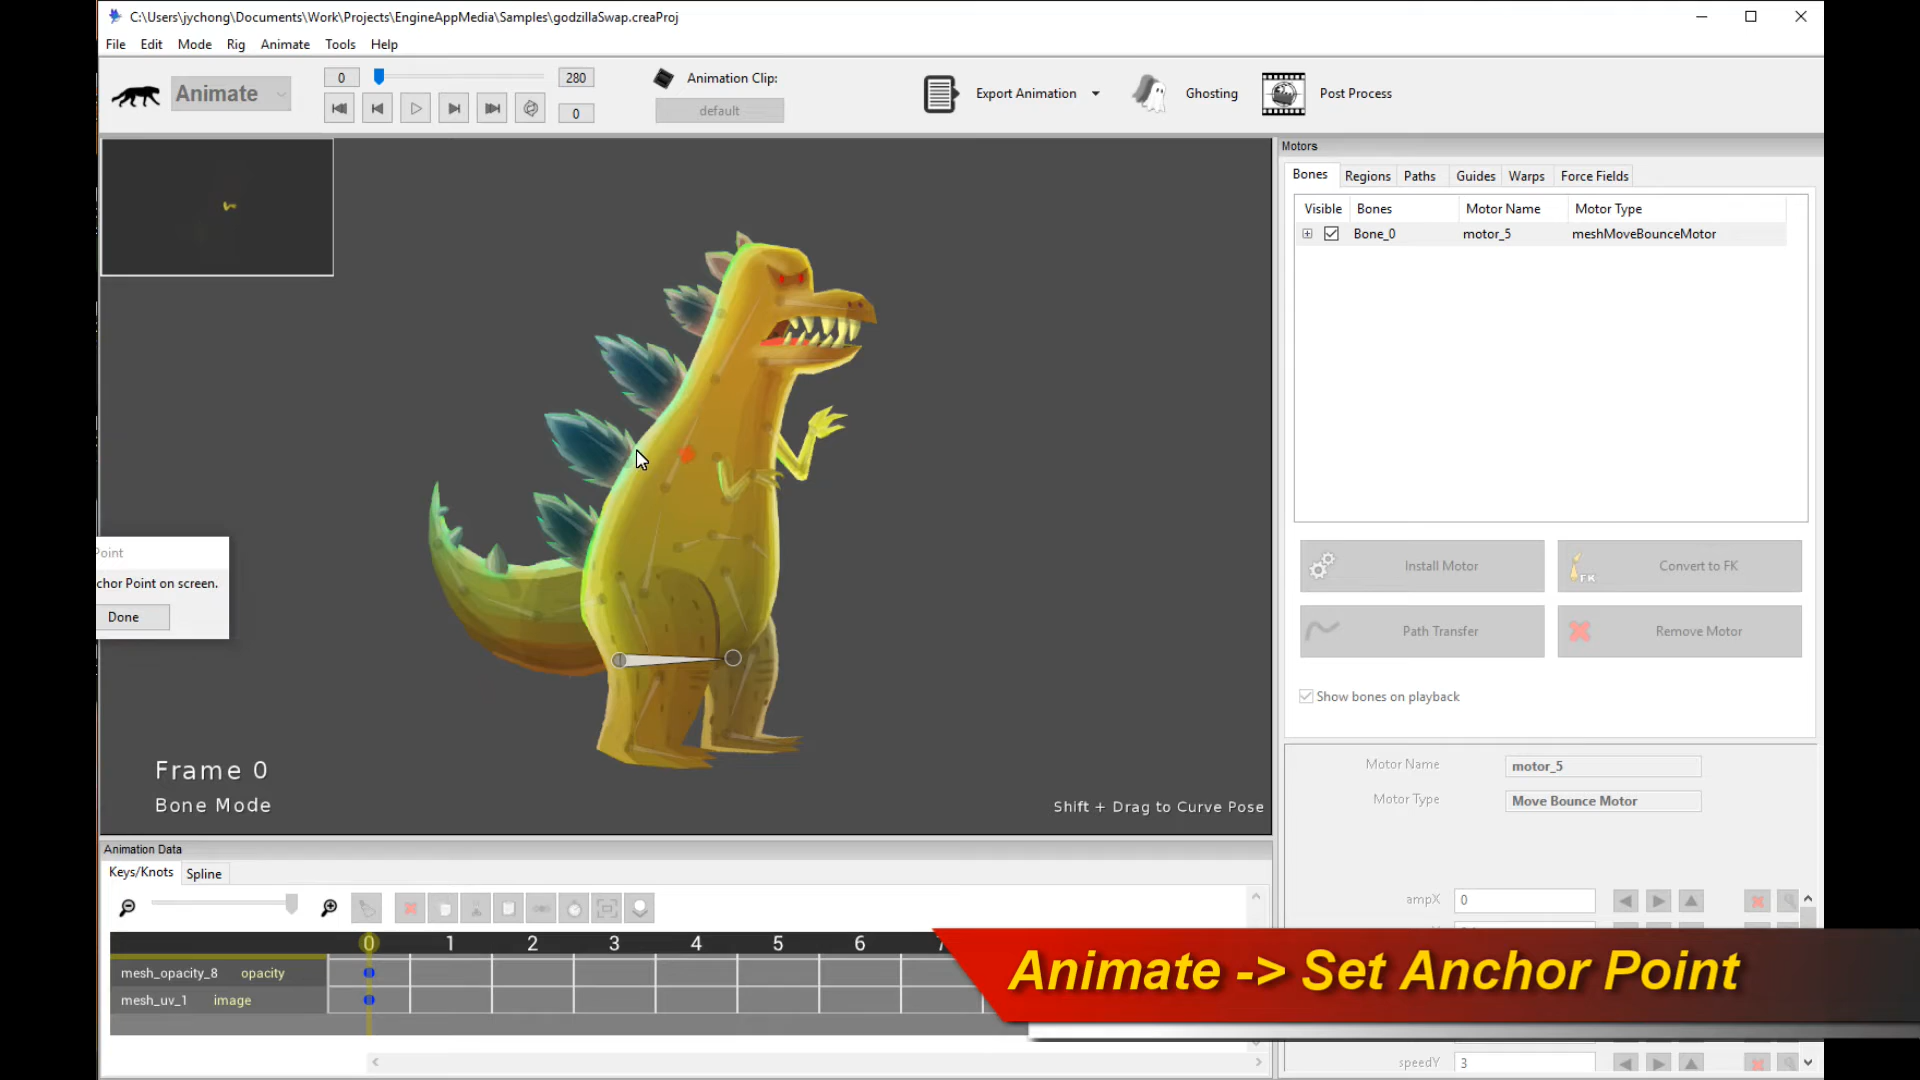 C:\Users\jychong\Documents\Work\Projects\EngineAppMedia\Samples\godzillaSwap.creaProj
File Edit Mode Rig Animate Tools Help
Animate
0 280
0
Animation Clip:
default
Export Animation Ghosting Post Process
Motors
Bones Regions Paths Guides Warps Force Fields
Visible Bones Motor Name Motor Type
Bone_0 motor_5 meshMoveBounceMotor
Point
chor Point on screen.
Done
Install Motor Convert to FK
FK
Path Transfer Remove Motor
Show bones on playback
Frame 0
Bone Mode
Shift + Drag to Curve Pose
Motor Name motor_5
Motor Type Move Bounce Motor
ampX 0
speedY 3
Animation Data
Keys/Knots Spline
0 1 2 3 4 5 6 7
mesh_opacity_8 opacity
mesh_uv_1 image
Animate -> Set Anchor Point